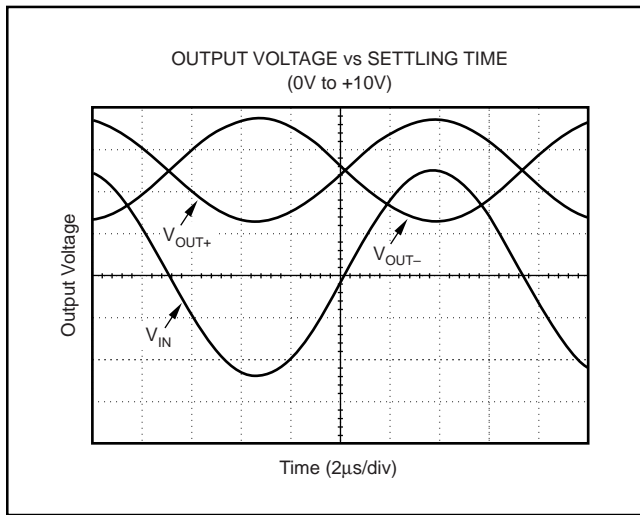 OUTPUT VOLTAGE vs SETTLING TIME
(0V to +10V)
Output Voltage
VOUT+
VOUT–
VIN
Time (2µs/div)